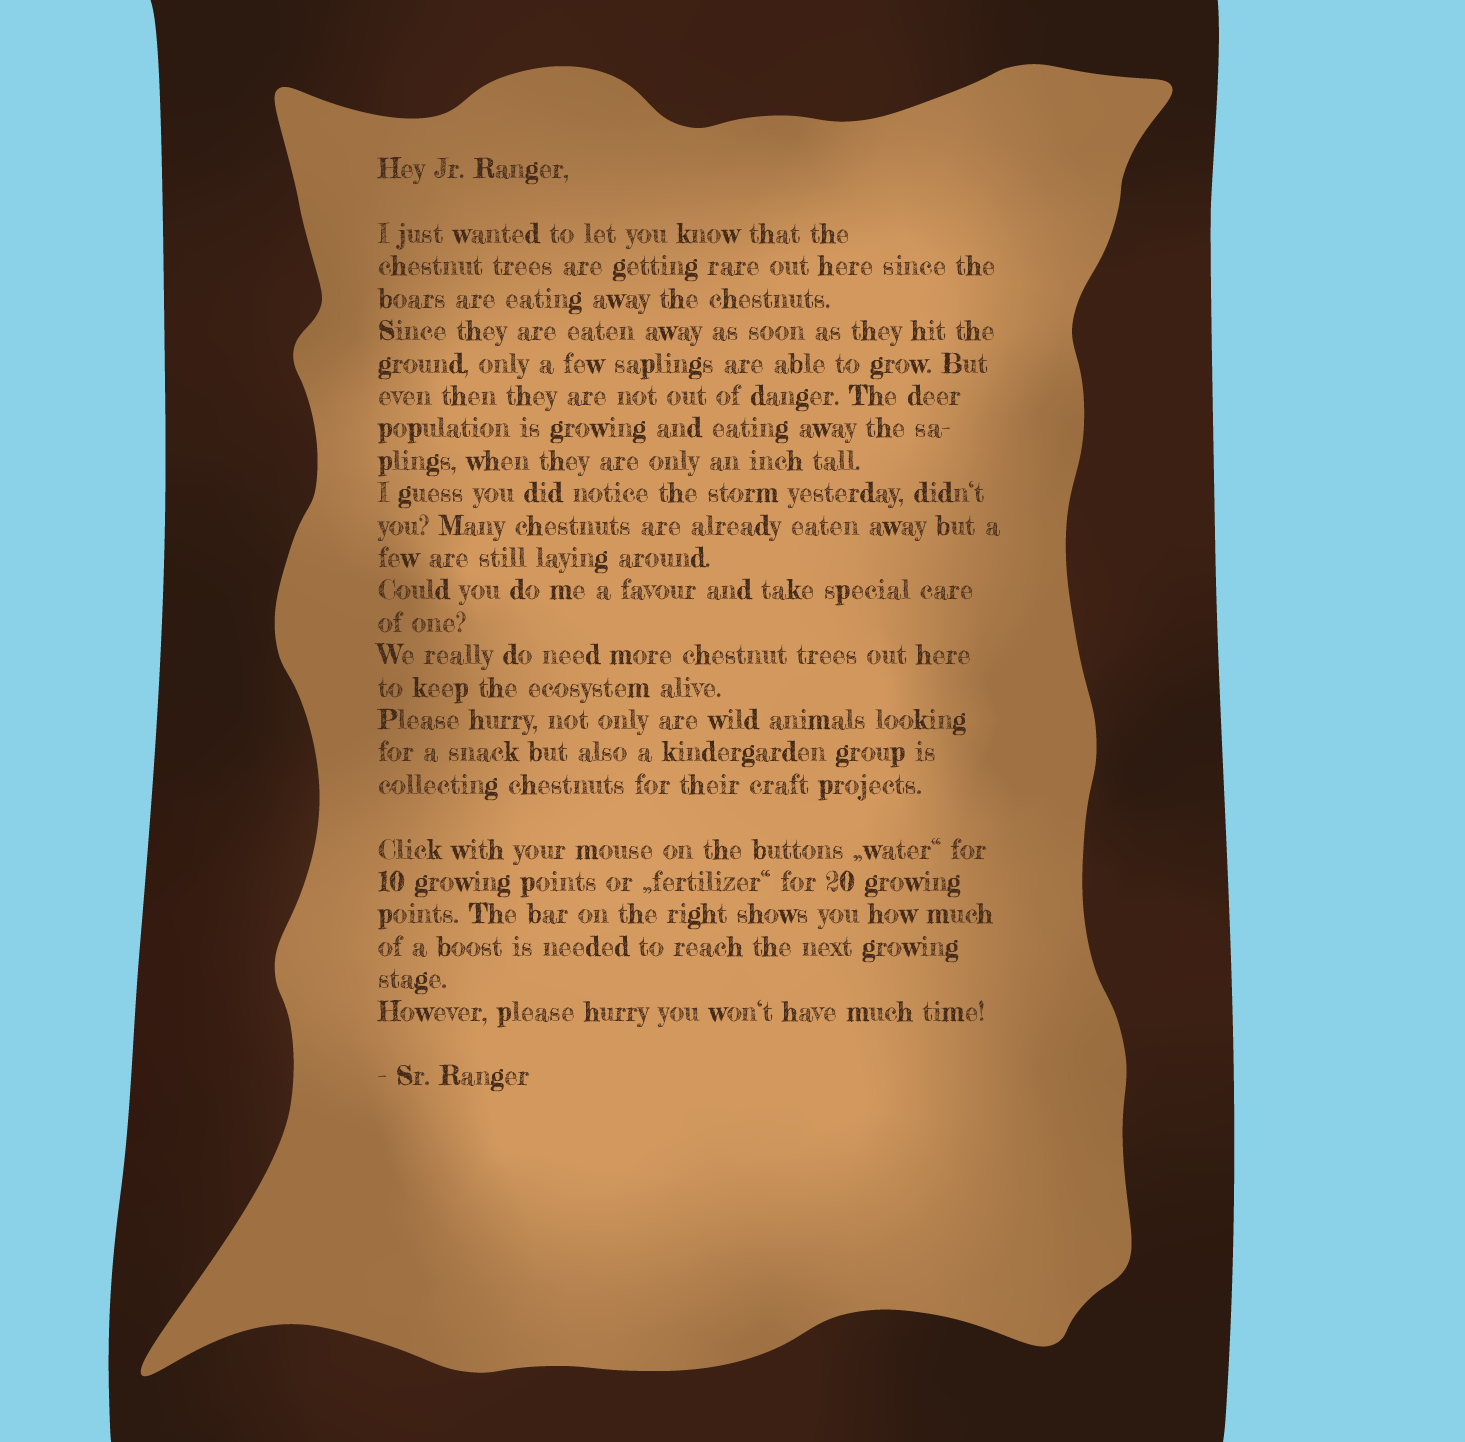 Hey Jr. Ranger,
I just wanted to let you know that the
chestnut trees are getting rare out here since the
boars are eating away the chestnuts.
Since they are eaten away as soon as they hit the
ground, only a few saplings are able to grow. But
even then they are not out of danger. The deer
population is growing and eating away the sa-
plings, when they are only an inch tall.
I guess you did notice the storm yesterday, didn‘t
you? Many chestnuts are already eaten away but a
few are still laying around.
Could you do me a favour and take special care
of one?
We really do need more chestnut trees out here
to keep the ecosystem alive.
Please hurry, not only are wild animals looking
for a snack but also a kindergarden group is
collecting chestnuts for their craft projects.
Click with your mouse on the buttons „water“ for
10 growing points or „fertilizer“ for 20 growing
points. The bar on the right shows you how much
of a boost is needed to reach the next growing
stage.
However, please hurry you won‘t have much time!
- Sr. Ranger